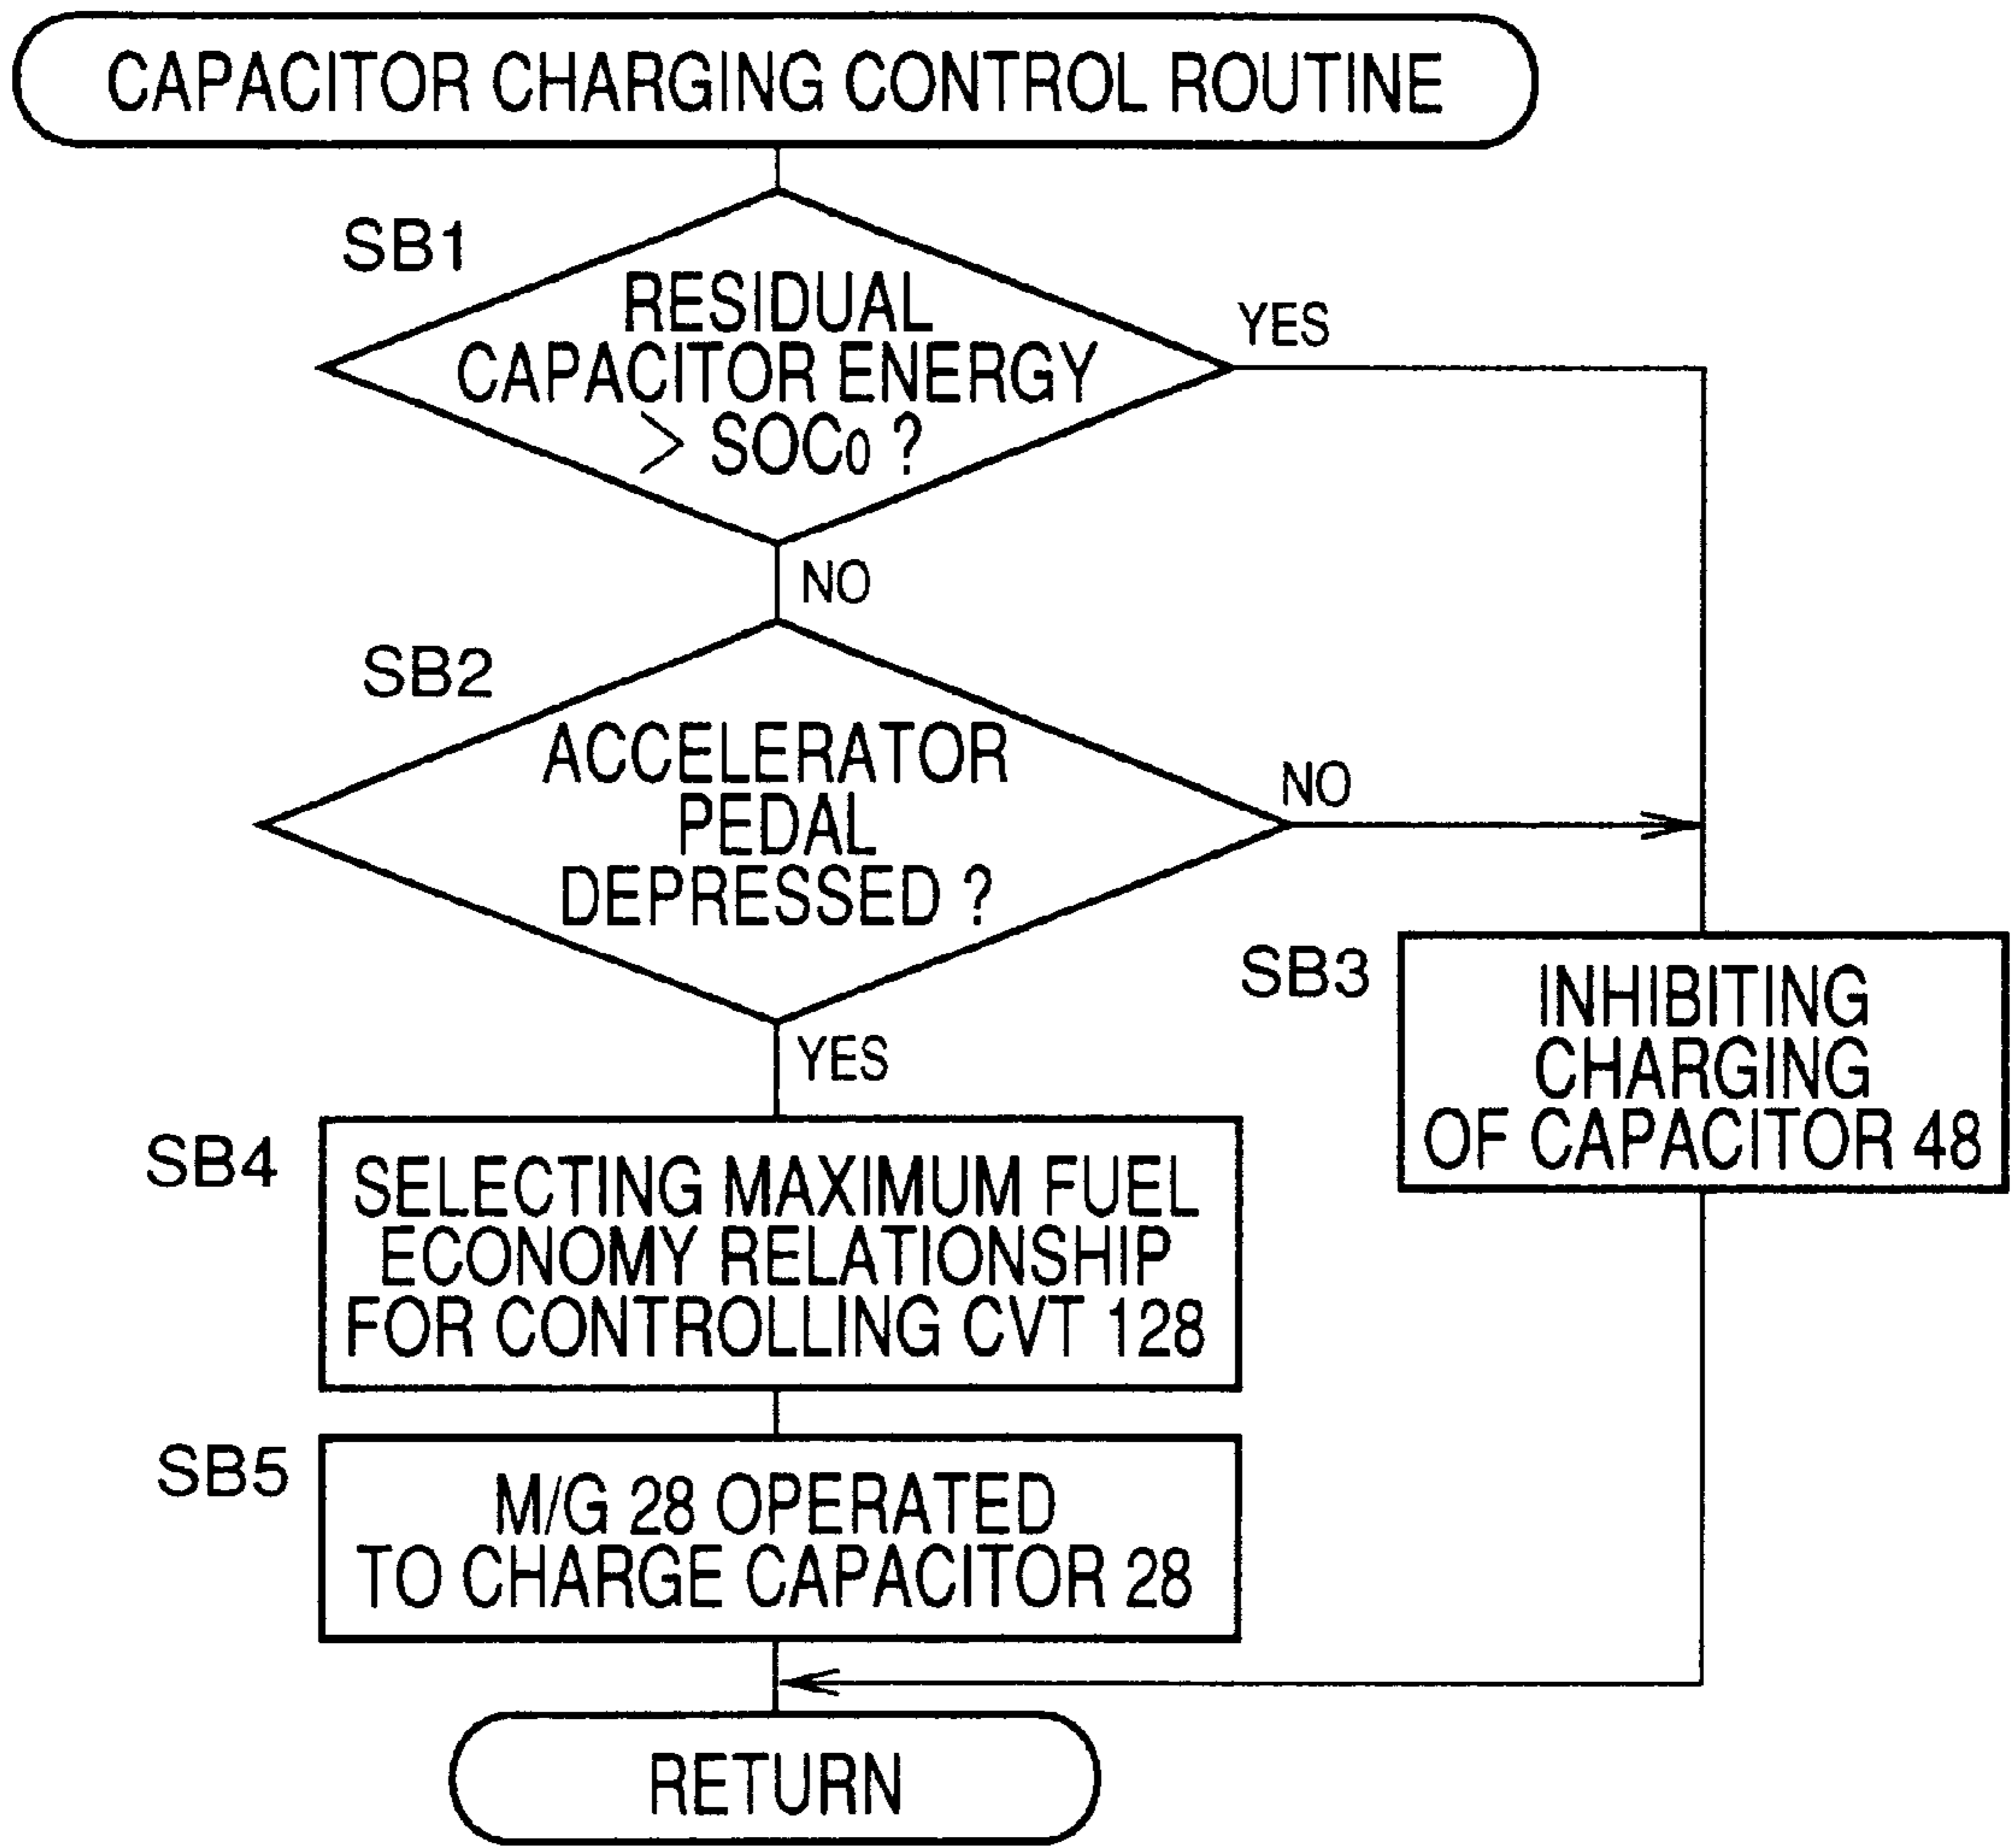 CAPACITOR CHARGING CONTROL ROUTINE
SB1
RESIDUAL
CAPACITOR ENERGY
> SOC0 ?
YES
NO
SB2
ACCELERATOR
PEDAL
DEPRESSED ?
NO
YES
SB3
INHIBITING
CHARGING
OF CAPACITOR 48
SB4
SELECTING MAXIMUM FUEL
ECONOMY RELATIONSHIP
FOR CONTROLLING CVT 128
SB5
M/G 28 OPERATED
TO CHARGE CAPACITOR 28
RETURN